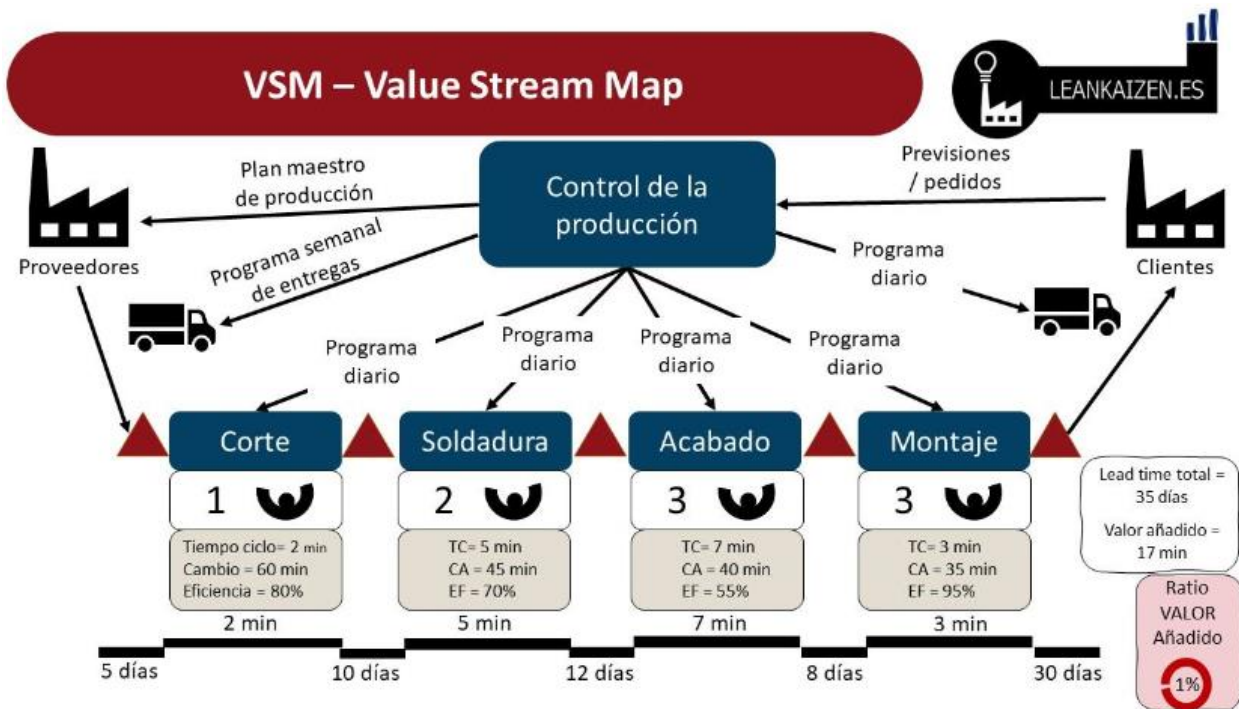 VSM – Value Stream Map
LEANKAIZEN.ES
Plan maestro
de producción
Control de la
producción
Previsiones
/ pedidos
Proveedores
Programa semanal
de entregas
Programa
diario
Clientes
Programa
diario
Programa
diario
Programa
diario
Programa
diario
Corte
Soldadura
Acabado
Montaje
1
2
3
3
Lead time total =
35 días
Valor añadido =
17 min
Tiempo ciclo= 2 min
Cambio = 60 min
Eficiencia = 80%
TC= 5 min
CA = 45 min
EF = 70%
TC= 7 min
CA = 40 min
EF = 55%
TC= 3 min
CA = 35 min
EF = 95%
Ratio
VALOR
Añadido
1%
2 min
5 min
7 min
3 min
5 días
10 días
12 días
8 días
30 días